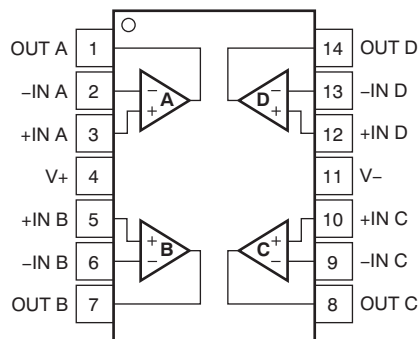 OUT A 1 14 OUT D
−IN A 2 − A D − 13 −IN D
+IN A 3 + + 12 +IN D
V+ 4 11 V−
+IN B 5 + B C + 10 +IN C
−IN B 6 − − 9 −IN C
OUT B 7 8 OUT C